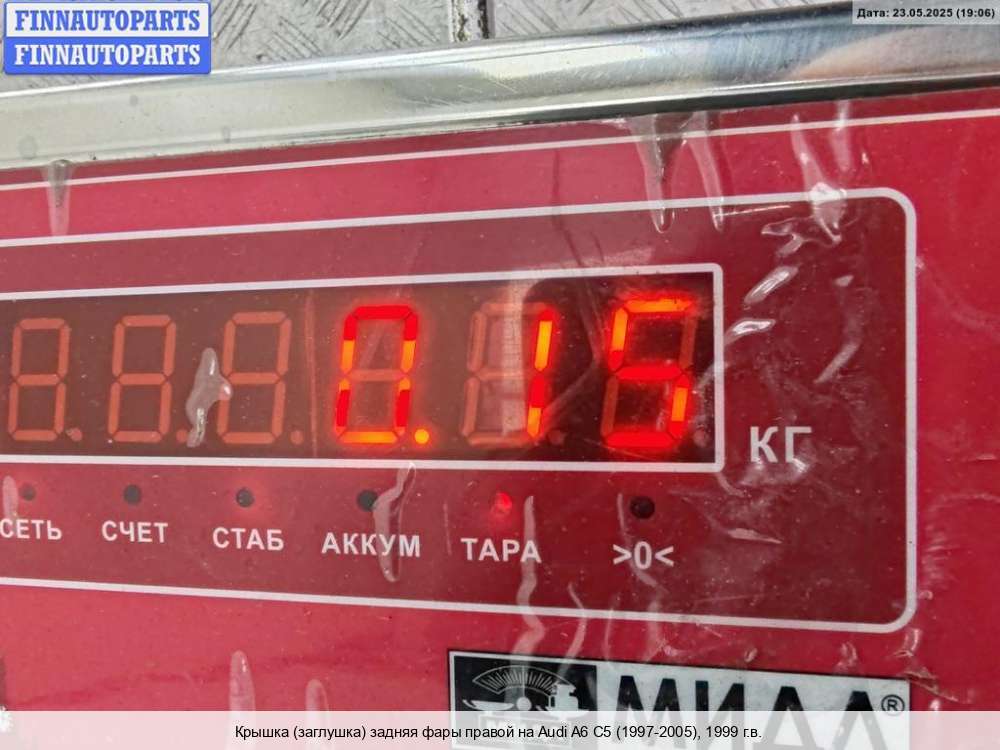 FINNAUTOPARTS
FINNAUTOPARTS
Дата: 23.05.2025 (19:06)
0.15
КГ
СЕТЬ СЧЕТ СТАБ АККУМ ТАРА >0<
МИДЛ®
Крышка (заглушка) задняя фары правой на Audi A6 C5 (1997-2005), 1999 г.в.